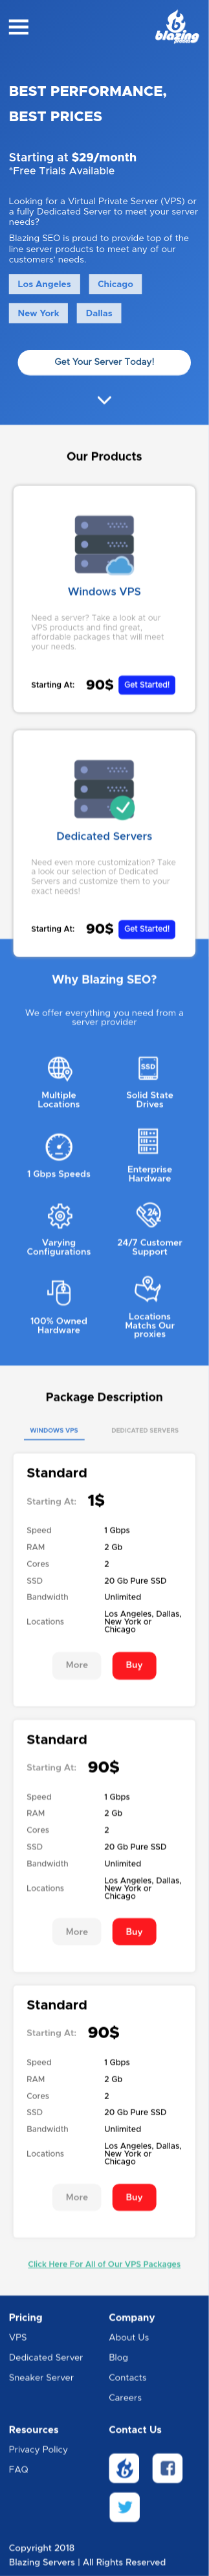 blazing
BEST PERFORMANCE,
BEST PRICES
Starting at $29/month
*Free Trials Available
Looking for a Virtual Private Server (VPS) or
a fully Dedicated Server to meet your server
needs?
Blazing SEO is proud to provide top of the
line server products to meet any of our
customers' needs.
Los Angeles
Chicago
New York
Dallas
Get Your Server Today!
Our Products
Windows VPS
Need a server? Take a look at our
VPS products and find great,
affordable packages that will meet
your needs.
Starting At: 90$ Get Started!
Dedicated Servers
Need even more customization? Take
a look our selection of Dedicated
Servers and customize them to your
exact needs!
Starting At: 90$ Get Started!
Why Blazing SEO?
We offer everything you need from a
server provider
Multiple
Locations
SSD
Solid State
Drives
1 Gbps Speeds
Enterprise
Hardware
Varying
Configurations
24
24/7 Customer
Support
100% Owned
Hardware
Locations
Matchs Our
proxies
Package Description
WINDOWS VPS
DEDICATED SERVERS
Standard
Starting At: 1$
Speed 1 Gbps
RAM 2 Gb
Cores 2
SSD 20 Gb Pure SSD
Bandwidth Unlimited
Locations Los Angeles, Dallas,
New York or
Chicago
More Buy
Standard
Starting At: 90$
Speed 1 Gbps
RAM 2 Gb
Cores 2
SSD 20 Gb Pure SSD
Bandwidth Unlimited
Locations Los Angeles, Dallas,
New York or
Chicago
More Buy
Standard
Starting At: 90$
Speed 1 Gbps
RAM 2 Gb
Cores 2
SSD 20 Gb Pure SSD
Bandwidth Unlimited
Locations Los Angeles, Dallas,
New York or
Chicago
More Buy
Click Here For All of Our VPS Packages
Pricing
VPS
Dedicated Server
Sneaker Server
Company
About Us
Blog
Contacts
Careers
Resources
Privacy Policy
FAQ
Contact Us
Copyright 2018
Blazing Servers | All Rights Reserved